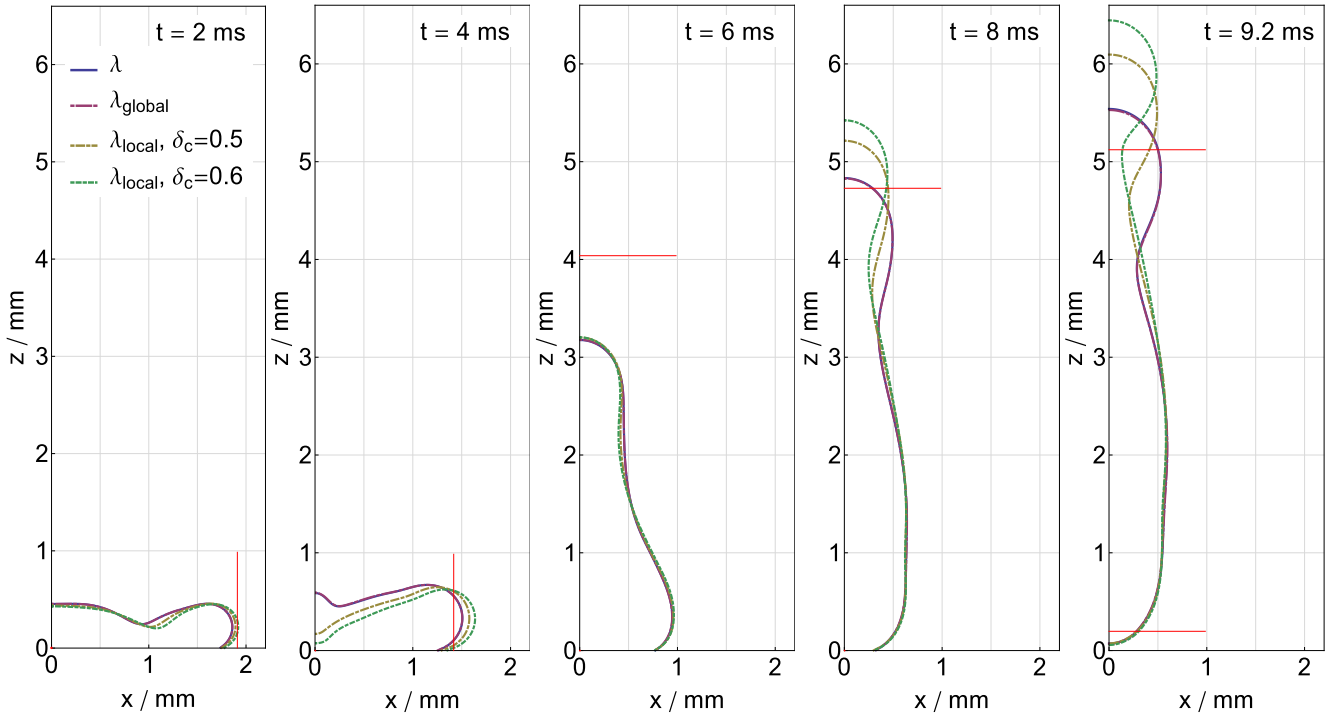 t = 2 ms
t = 4 ms
t = 6 ms
t = 8 ms
t = 9.2 ms
λ
λglobal
λlocal, δc=0.5
λlocal, δc=0.6
z / mm
6
5
4
3
2
1
0
0
1
2
x / mm
z / mm
6
5
4
3
2
1
0
0
1
2
x / mm
z / mm
6
5
4
3
2
1
0
0
1
2
x / mm
z / mm
6
5
4
3
2
1
0
0
1
2
x / mm
z / mm
6
5
4
3
2
1
0
0
1
2
x / mm